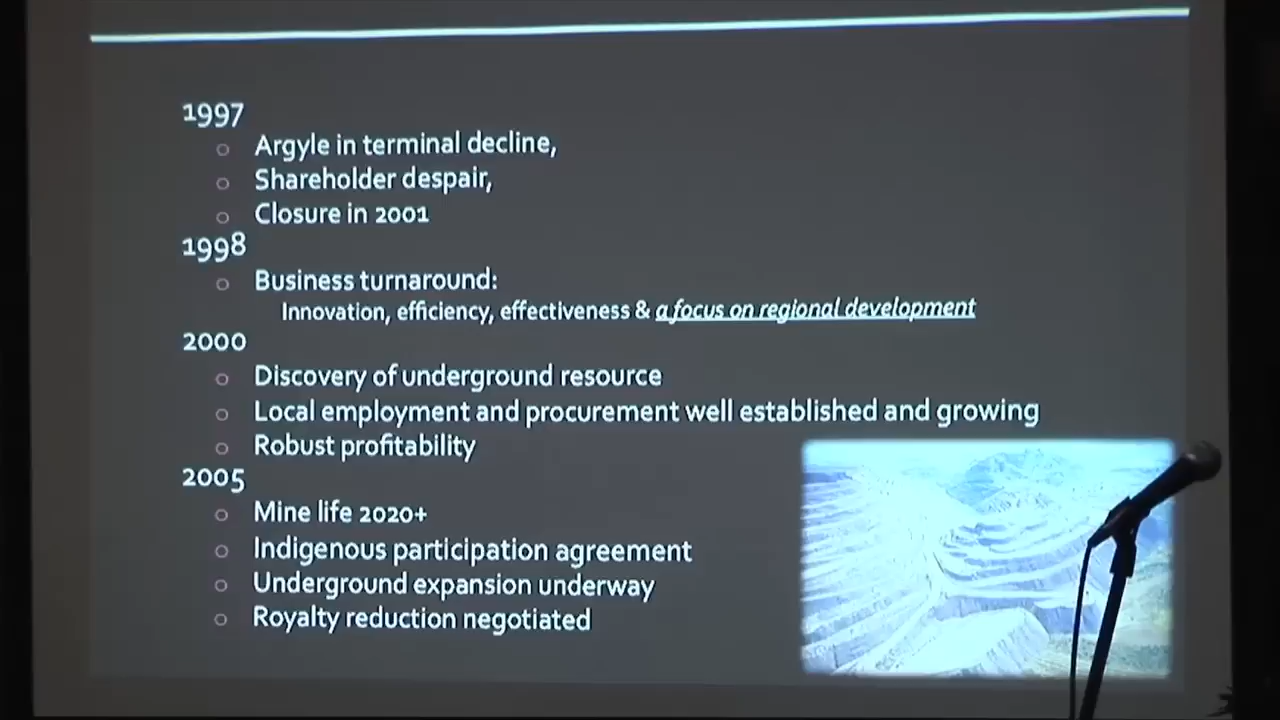 1997
Argyle in terminal decline,
Shareholder despair,
Closure in 2001
1998
Business turnaround:
Innovation, efficiency, effectiveness & a focus on regional development
2000
Discovery of underground resource
Local employment and procurement well established and growing
Robust profitability
2005
Mine life 2020+
Indigenous participation agreement
Underground expansion underway
Royalty reduction negotiated